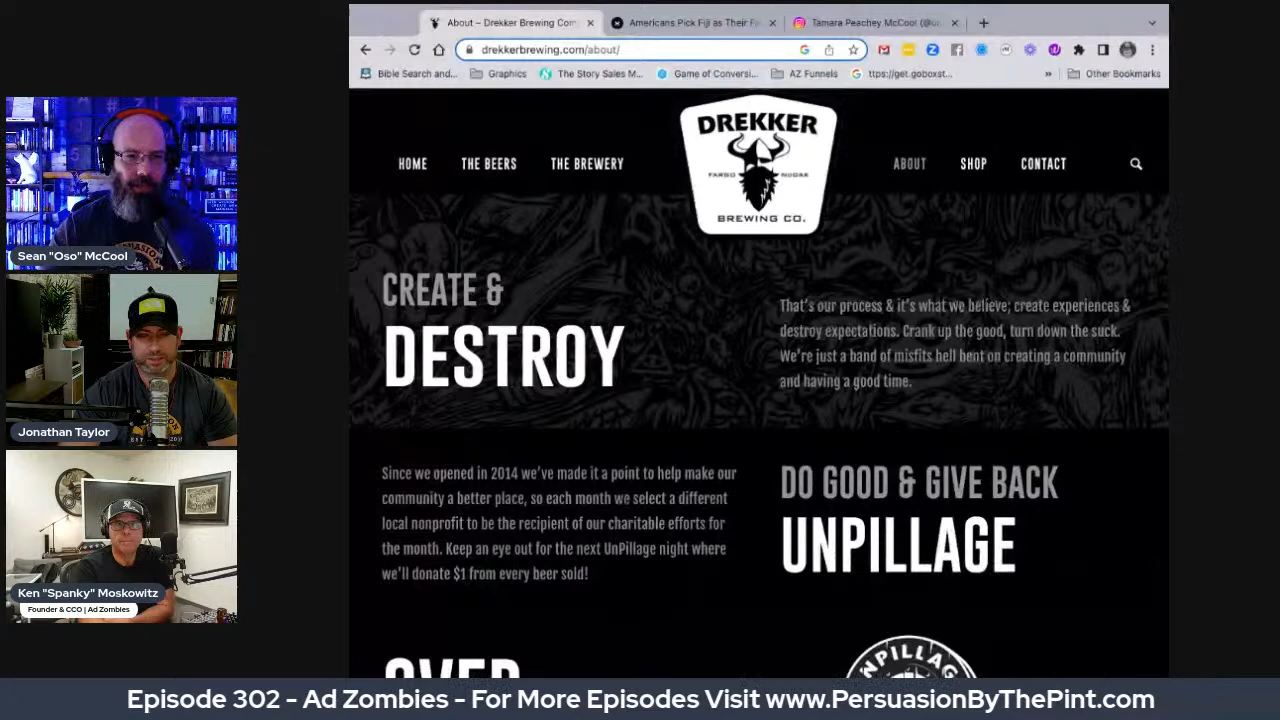 About – Drekker Brewing Com
Americans Pick Fiji as Their Fa
Tamara Peachey McCool (@
drekkerbrewing.com/about/
Bible Search and...
Graphics
The Story Sales M...
Game of Conversi...
AZ Funnels
ttps://get.goboxst...
»
Other Bookmarks
HOME
THE BEERS
THE BREWERY
DREKKER
FARGO
BREWING CO.
ABOUT
SHOP
CONTACT
CREATE &
DESTROY
That's our process & it's what we believe; create experiences &
destroy expectations. Crank up the good, turn down the suck.
We're just a band of misfits hell bent on creating a community
and having a good time.
Since we opened in 2014 we've made it a point to help make our
community a better place, so each month we select a different
local nonprofit to be the recipient of our charitable efforts for
the month. Keep an eye out for the next UnPillage night where
we'll donate $1 from every beer sold!
DO GOOD & GIVE BACK
UNPILLAGE
OVER
NPILLAG
Sean "Oso" McCool
Jonathan Taylor
Ken "Spanky" Moskowitz
Founder & CCO | Ad Zombies
Episode 302 - Ad Zombies - For More Episodes Visit www.PersuasionByThePint.com